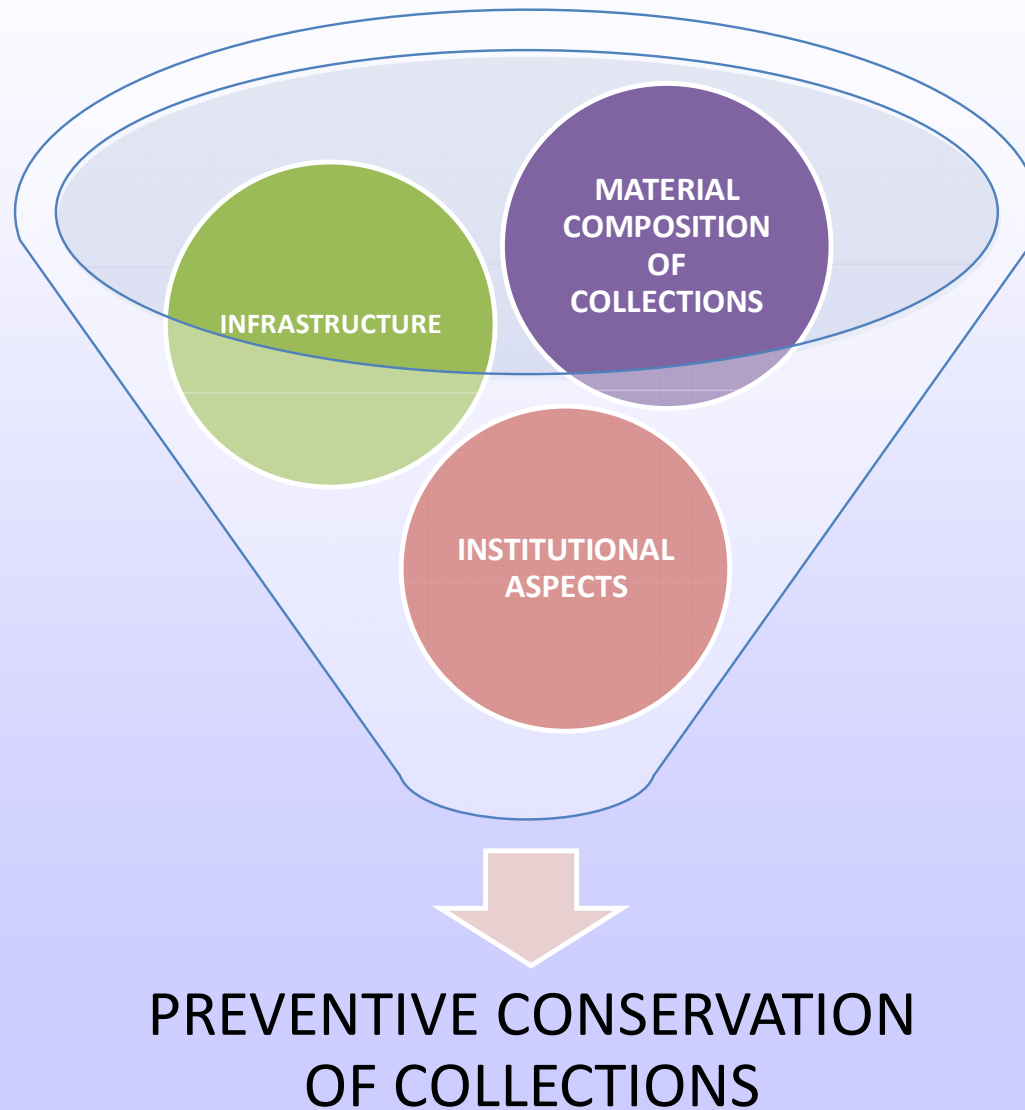 MATERIAL
COMPOSITION
OF
COLLECTIONS
INFRASTRUCTURE
INSTITUTIONAL
ASPECTS
PREVENTIVE CONSERVATION
OF COLLECTIONS